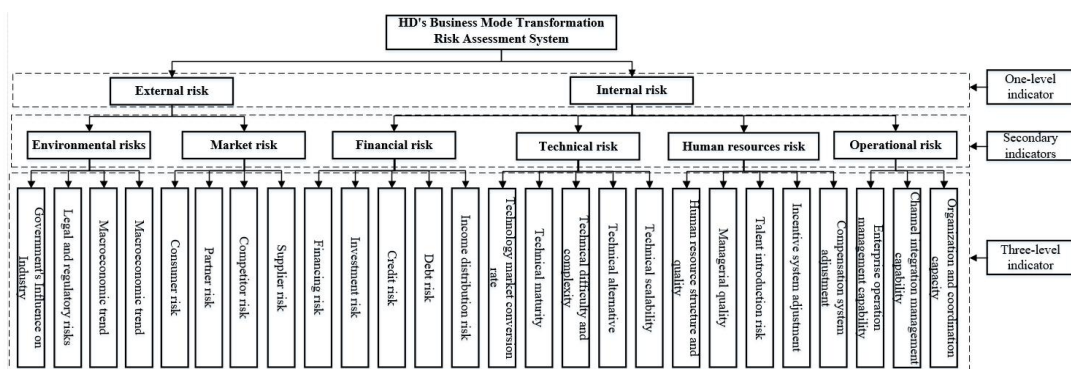 HD's Business Mode Transformation
Risk Assessment System
External risk
Internal risk
One-level
indicator
Environmental risks
Market risk
Financial risk
Technical risk
Human resources risk
Operational risk
Secondary
indicators
Government's Influence on
Industry
Legal and regulatory risks
Macroeconomic trend
Macroeconomic trend
Consumer risk
Partner risk
Competitor risk
Supplier risk
Financing risk
Investment risk
Credit risk
Debt risk
Income distribution risk
Technology market conversion
rate
Technical maturity
Technical difficulty and
complexity
Technical alternative
Technical scalability
Human resource structure and
quality
Managerial quality
Talent introduction risk
Incentive system adjustment
Compensation system
adjustment
Enterprise operation
management capability
Channel integration management
capability
Organization and coordination
capacity
Three-level
indicator